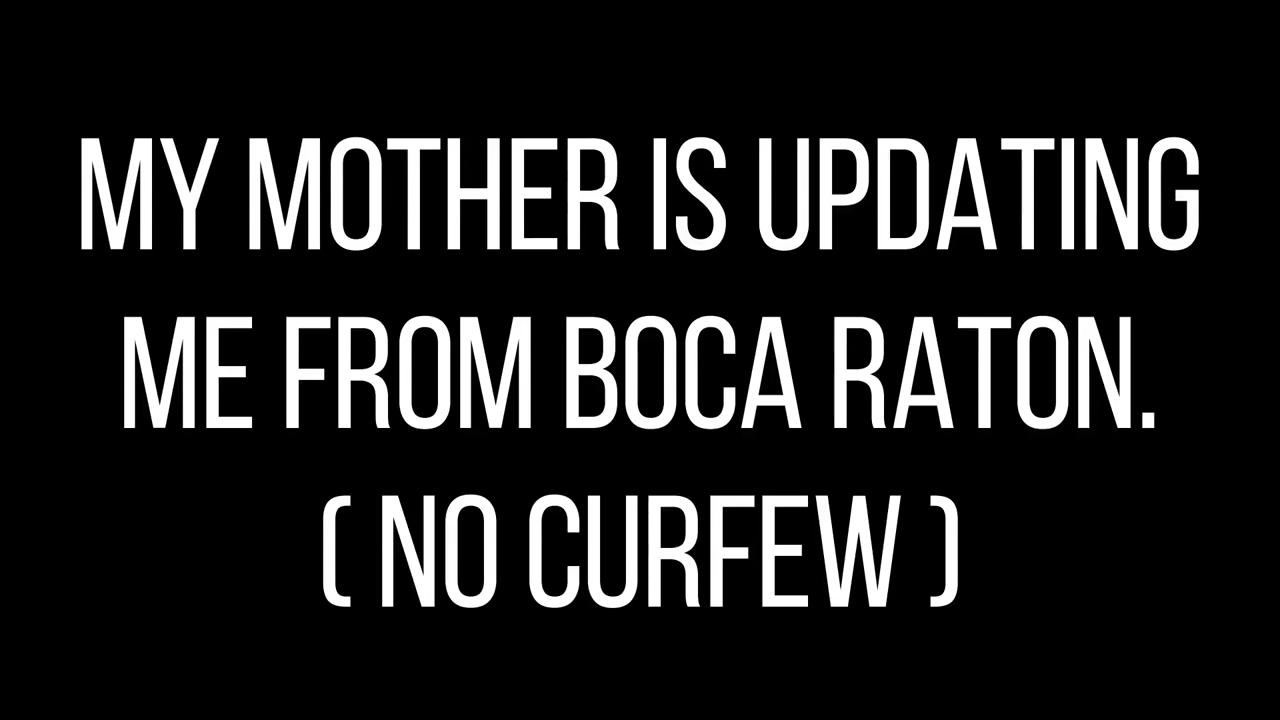 MY MOTHER IS UPDATING
ME FROM BOCA RATON.
( NO CURFEW )